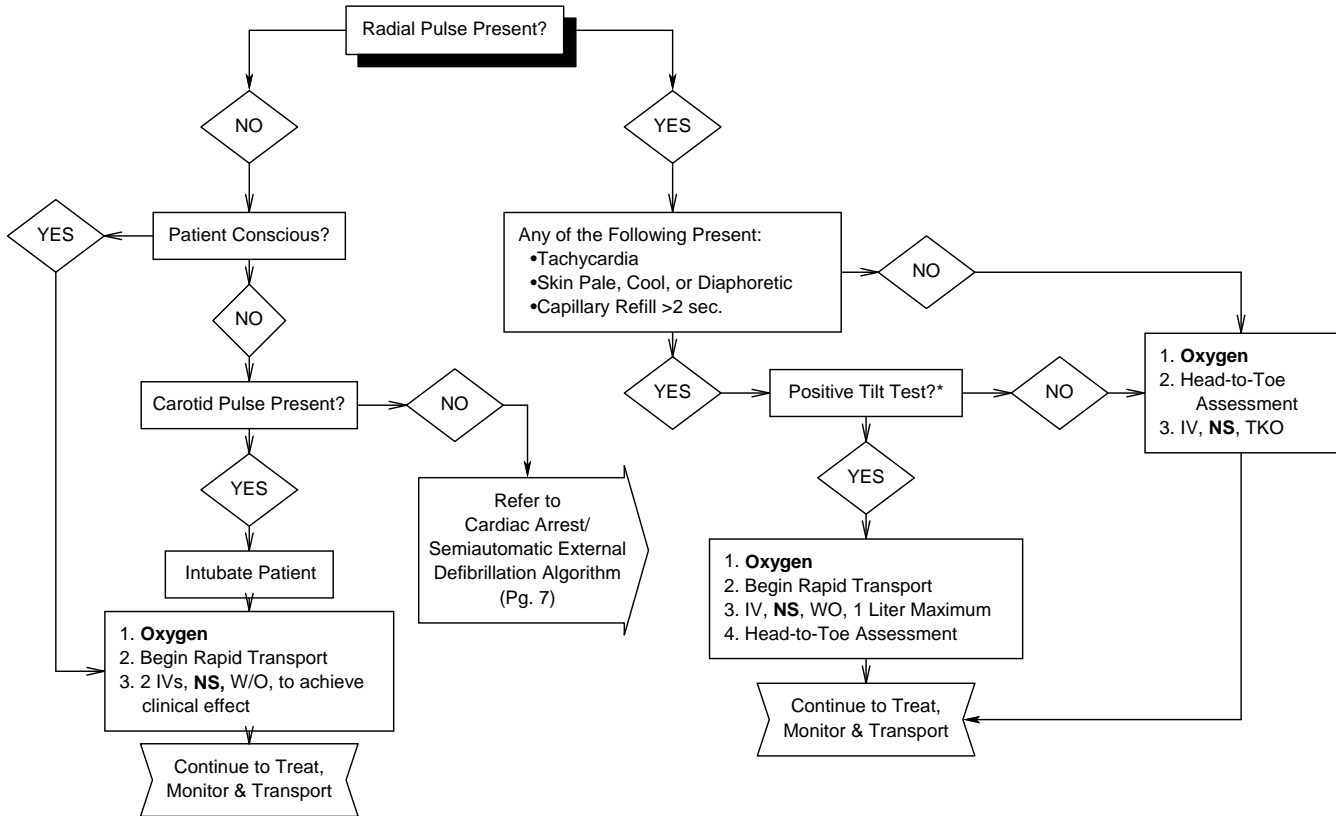 Radial Pulse Present?
NO
YES
YES
Patient Conscious?
NO
Carotid Pulse Present?
NO
YES
Refer to
Cardiac Arrest/
Semiautomatic External
Defibrillation Algorithm
(Pg. 7)
Intubate Patient
1. Oxygen
2. Begin Rapid Transport
3. 2 IVs, NS, W/O, to achieve
clinical effect
Continue to Treat,
Monitor & Transport
Any of the Following Present:
•Tachycardia
•Skin Pale, Cool, or Diaphoretic
•Capillary Refill >2 sec.
NO
YES
Positive Tilt Test?*
NO
1. Oxygen
2. Head-to-Toe
Assessment
3. IV, NS, TKO
YES
1. Oxygen
2. Begin Rapid Transport
3. IV, NS, WO, 1 Liter Maximum
4. Head-to-Toe Assessment
Continue to Treat,
Monitor & Transport